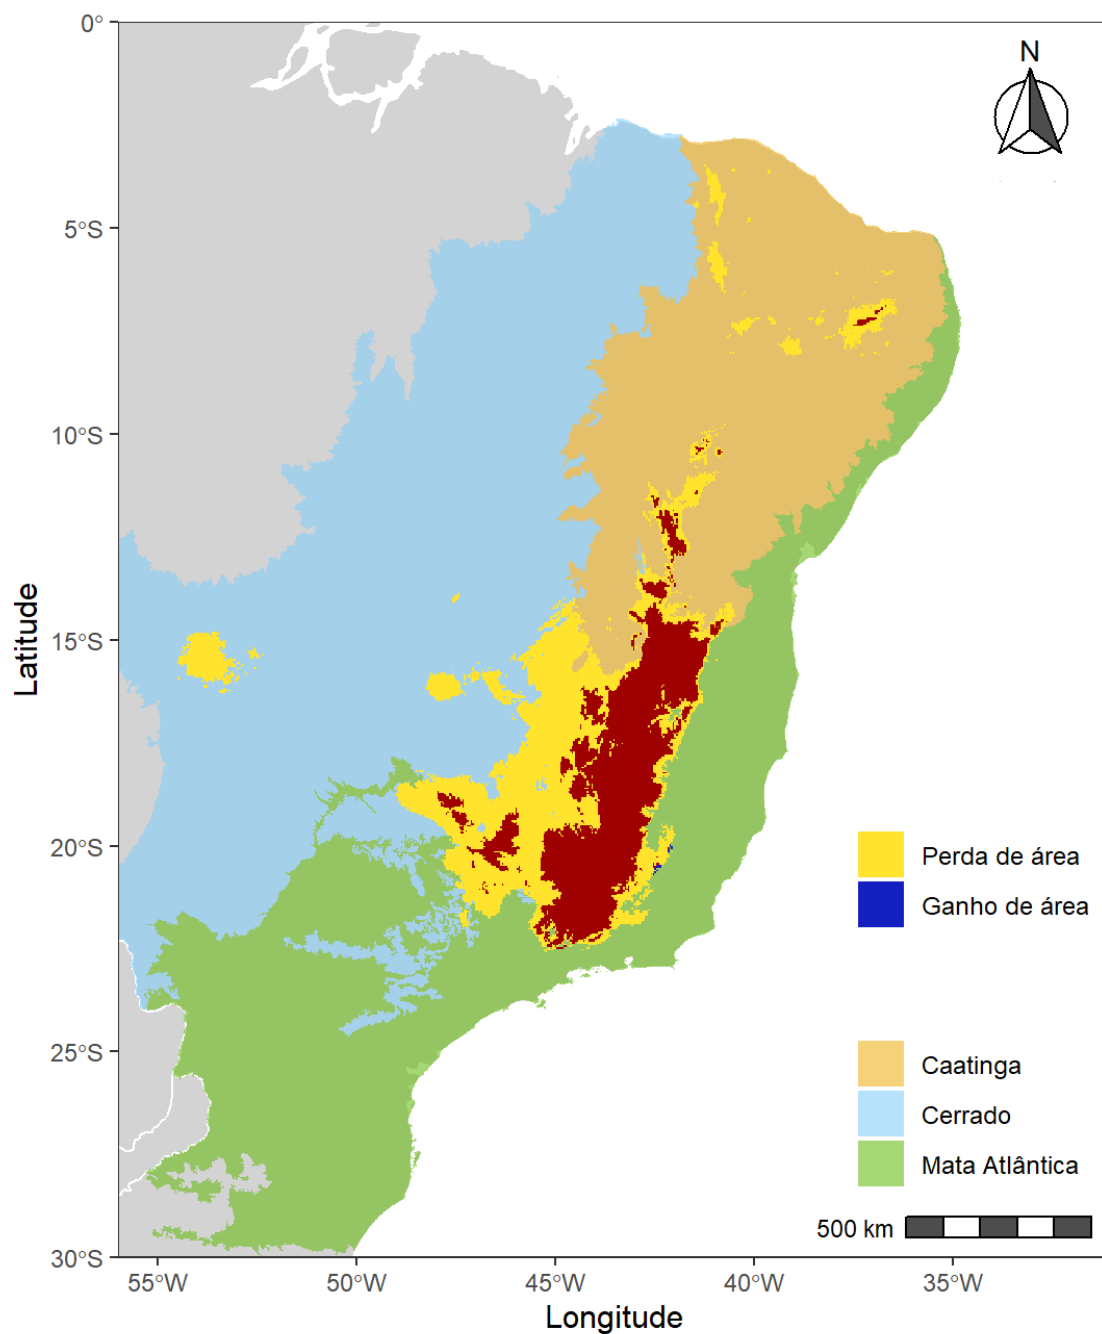 N
0°
5°S
10°S
15°S
20°S
25°S
30°S
Latitude
Perda de área
Ganho de área
Caatinga
Cerrado
Mata Atlântica
500 km
55°W
50°W
45°W
40°W
35°W
Longitude